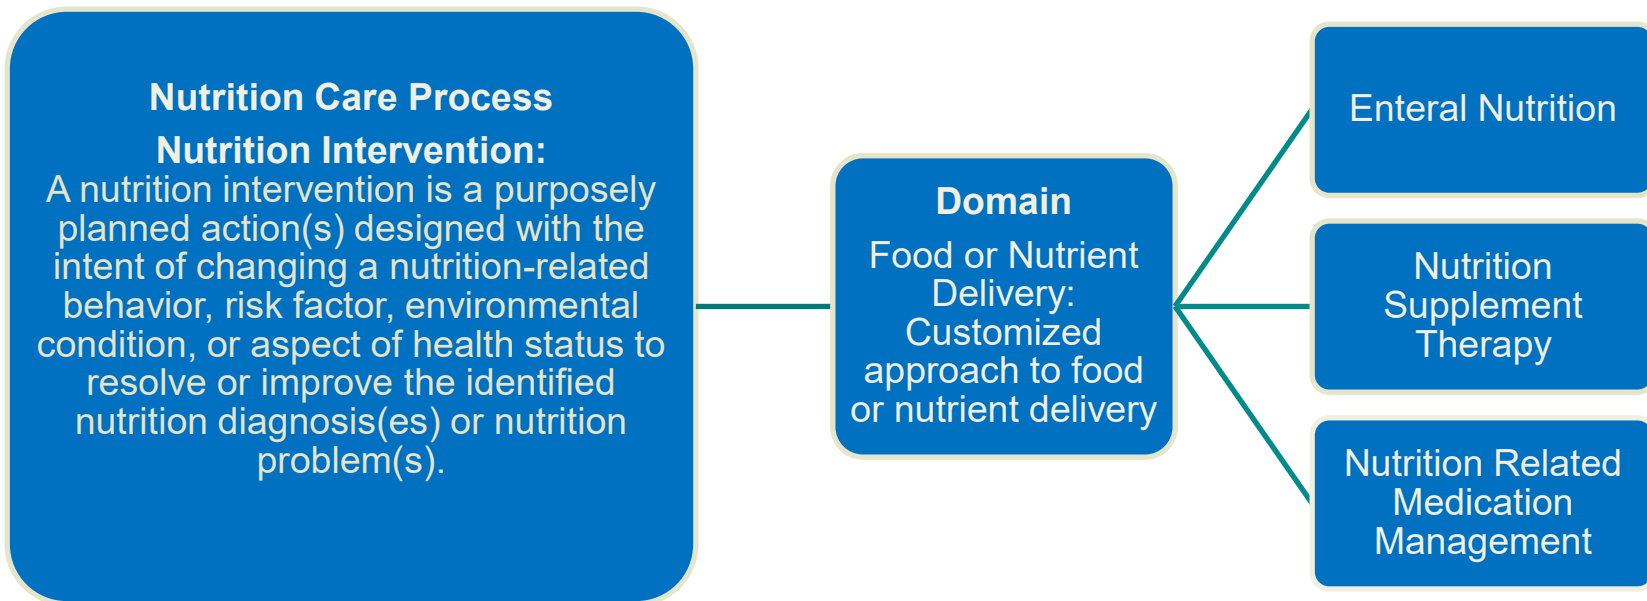 Nutrition Care Process
Nutrition Intervention:
A nutrition intervention is a purposely
planned action(s) designed with the
intent of changing a nutrition-related
behavior, risk factor, environmental
condition, or aspect of health status to
resolve or improve the identified
nutrition diagnosis(es) or nutrition
problem(s).
Domain
Food or Nutrient
Delivery:
Customized
approach to food
or nutrient delivery
Enteral Nutrition
Nutrition
Supplement
Therapy
Nutrition Related
Medication
Management